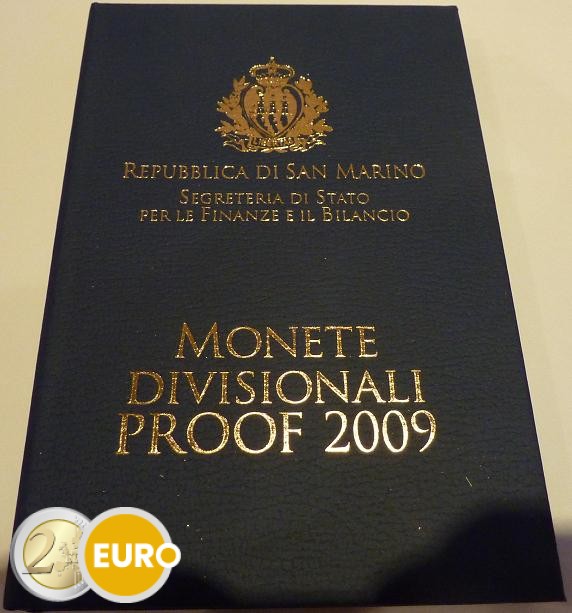 REPUBBLICA DI SAN MARINO
SEGRETERIA DI STATO
PER LE FINANZE E IL BILANCIO
MONETE
DIVISIONALI
PROOF 2009
2 EURO